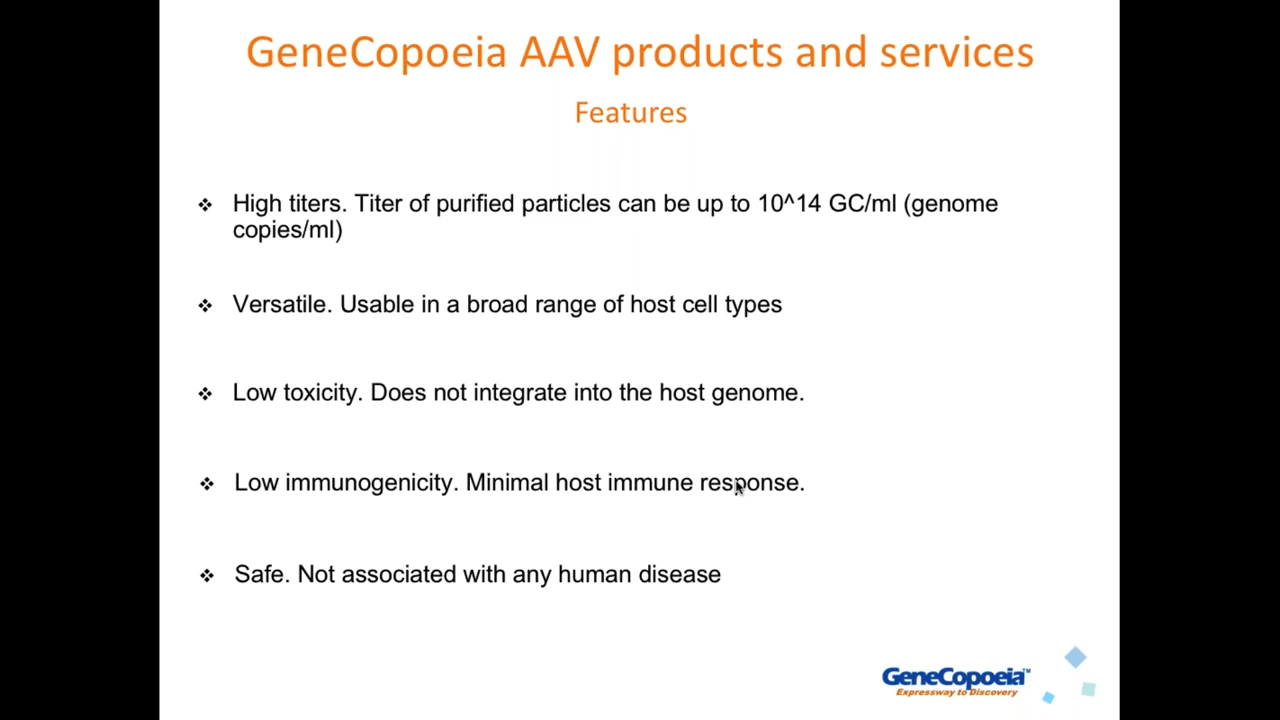 GeneCopoeia AAV products and services
Features
❖ High titers. Titer of purified particles can be up to 10^14 GC/ml (genome
copies/ml)
❖ Versatile. Usable in a broad range of host cell types
❖ Low toxicity. Does not integrate into the host genome.
❖ Low immunogenicity. Minimal host immune response.
❖ Safe. Not associated with any human disease
GeneCopoeia™
Expressway to Discovery